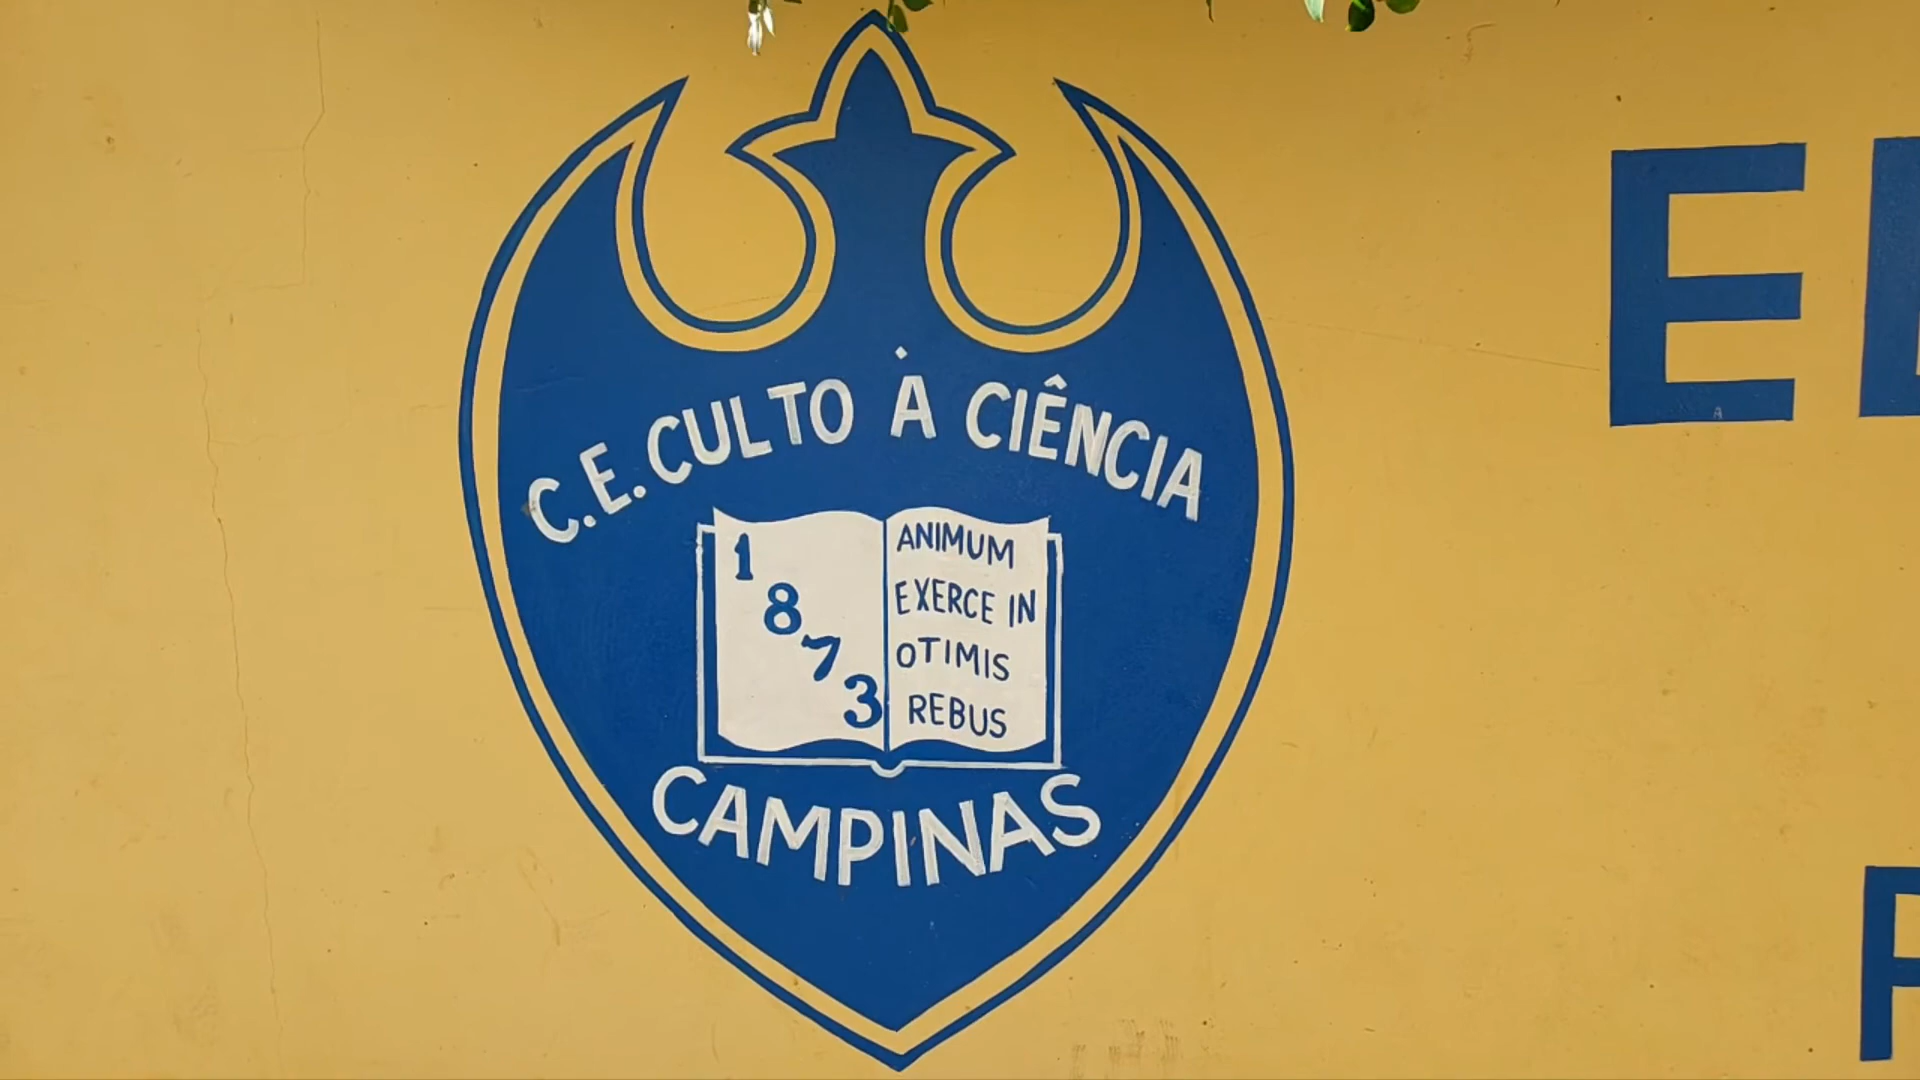 C.E. CULTO À CIÊNCIA
1873
ANIMUM
EXERCE IN
OTIMIS
REBUS
CAMPINAS
E